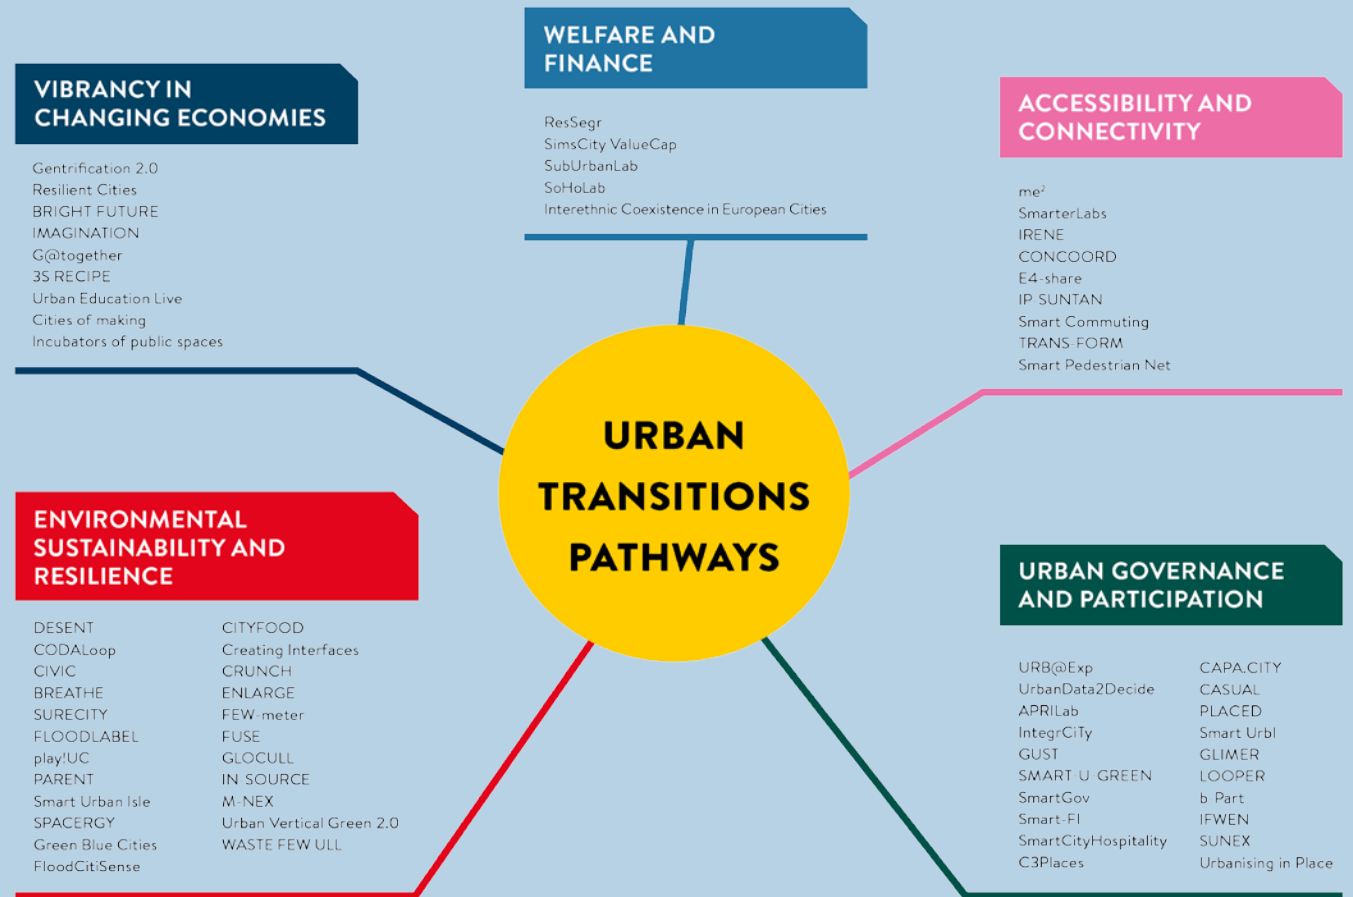 WELFARE AND
FINANCE
ResSegr
SimsCity ValueCap
SubUrbanLab
SoHoLab
Interethnic Coexistence in European Cities
VIBRANCY IN
CHANGING ECONOMIES
Gentrification 2.0
Resilient Cities
BRIGHT FUTURE
IMAGINATION
G@together
3S RECIPE
Urban Education Live
Cities of making
Incubators of public spaces
ACCESSIBILITY AND
CONNECTIVITY
me²
SmarterLabs
IRENE
CONCOORD
E4-share
IP-SUNTAN
Smart Commuting
TRANS-FORM
Smart Pedestrian Net
URBAN
TRANSITIONS
PATHWAYS
ENVIRONMENTAL
SUSTAINABILITY AND
RESILIENCE
DESENT
CODALoop
CIVIC
BREATHE
SURECITY
FLOODLABEL
play!UC
PARENT
Smart Urban Isle
SPACERGY
Green Blue Cities
FloodCitiSense
CITYFOOD
Creating Interfaces
CRUNCH
ENLARGE
FEW-meter
FUSE
GLOCULL
IN-SOURCE
M-NEX
Urban Vertical Green 2.0
WASTE FEW ULL
URBAN GOVERNANCE
AND PARTICIPATION
URB@Exp
UrbanData2Decide
APRILab
IntegrCiTy
GUST
SMART-U-GREEN
SmartGov
Smart-FI
SmartCityHospitality
C3Places
CAPA.CITY
CASUAL
PLACED
Smart Urbl
GLIMER
LOOPER
b-Part
IFWEN
SUNEX
Urbanising in Place